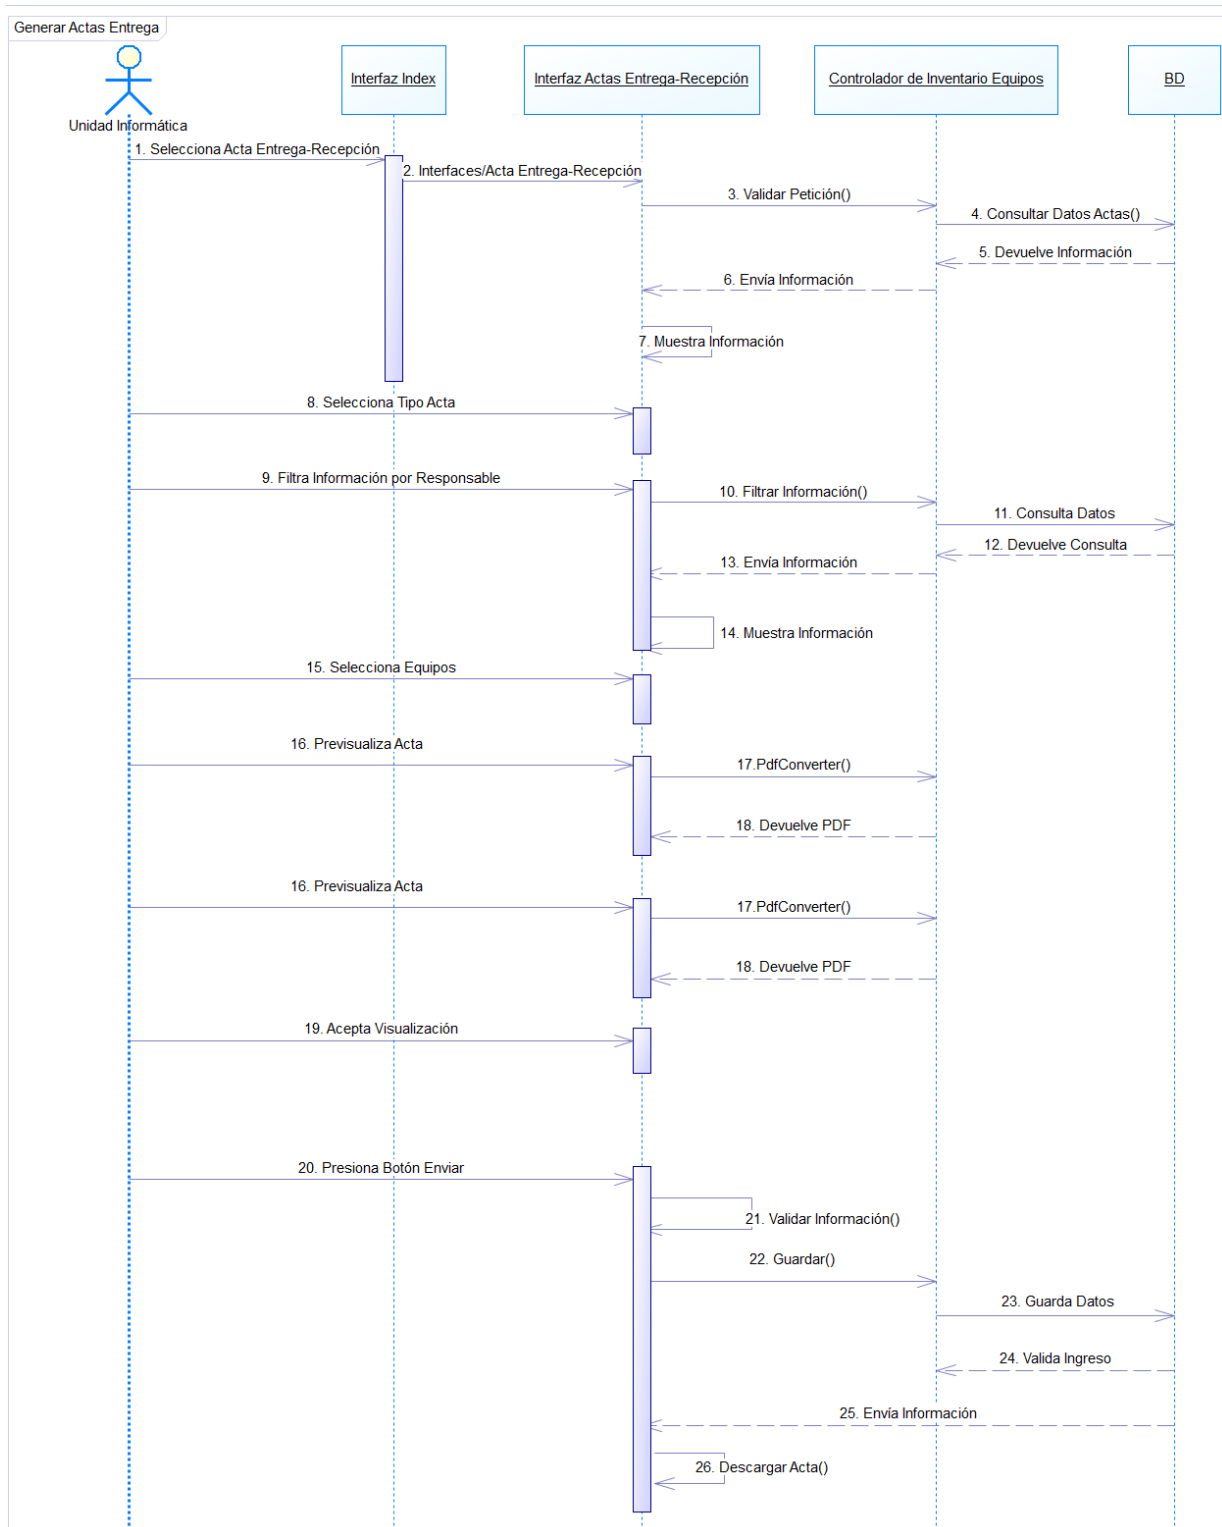 Generar Actas Entrega
Unidad Informática
Interfaz Index
Interfaz Actas Entrega-Recepción
Controlador de Inventario Equipos
BD
1. Selecciona Acta Entrega-Recepción
2. Interfaces/Acta Entrega-Recepción
3. Validar Petición()
4. Consultar Datos Actas()
5. Devuelve Información
6. Envía Información
7. Muestra Información
8. Selecciona Tipo Acta
9. Filtra Información por Responsable
10. Filtrar Información()
11. Consulta Datos
12. Devuelve Consulta
13. Envía Información
14. Muestra Información
15. Selecciona Equipos
16. Previsualiza Acta
17.PdfConverter()
18. Devuelve PDF
16. Previsualiza Acta
17.PdfConverter()
18. Devuelve PDF
19. Acepta Visualización
20. Presiona Botón Enviar
21. Validar Información()
22. Guardar()
23. Guarda Datos
24. Valida Ingreso
25. Envía Información
26. Descargar Acta()